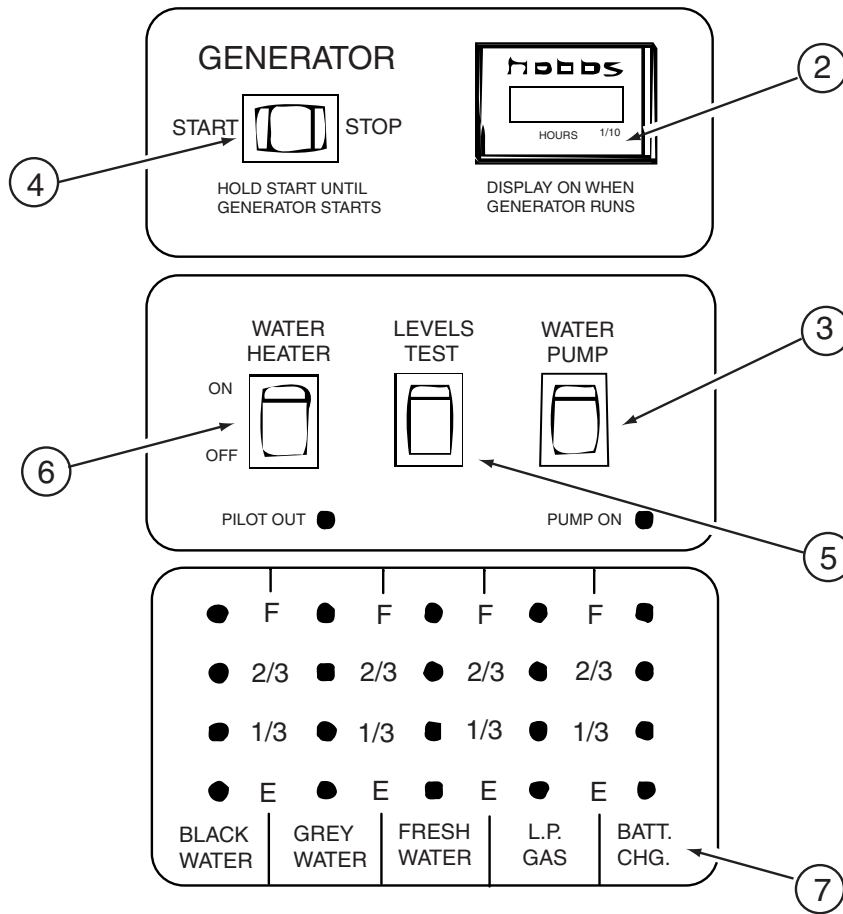 GENERATOR
hobbs
START STOP
HOURS 1/10
HOLD START UNTIL
GENERATOR STARTS
DISPLAY ON WHEN
GENERATOR RUNS
2
4
WATER
HEATER
LEVELS
TEST
WATER
PUMP
3
ON
OFF
6
PILOT OUT
PUMP ON
5
F F F F
2/3 2/3 2/3 2/3
1/3 1/3 1/3 1/3
E E E E
BLACK
WATER
GREY
WATER
FRESH
WATER
L.P.
GAS
BATT.
CHG.
7